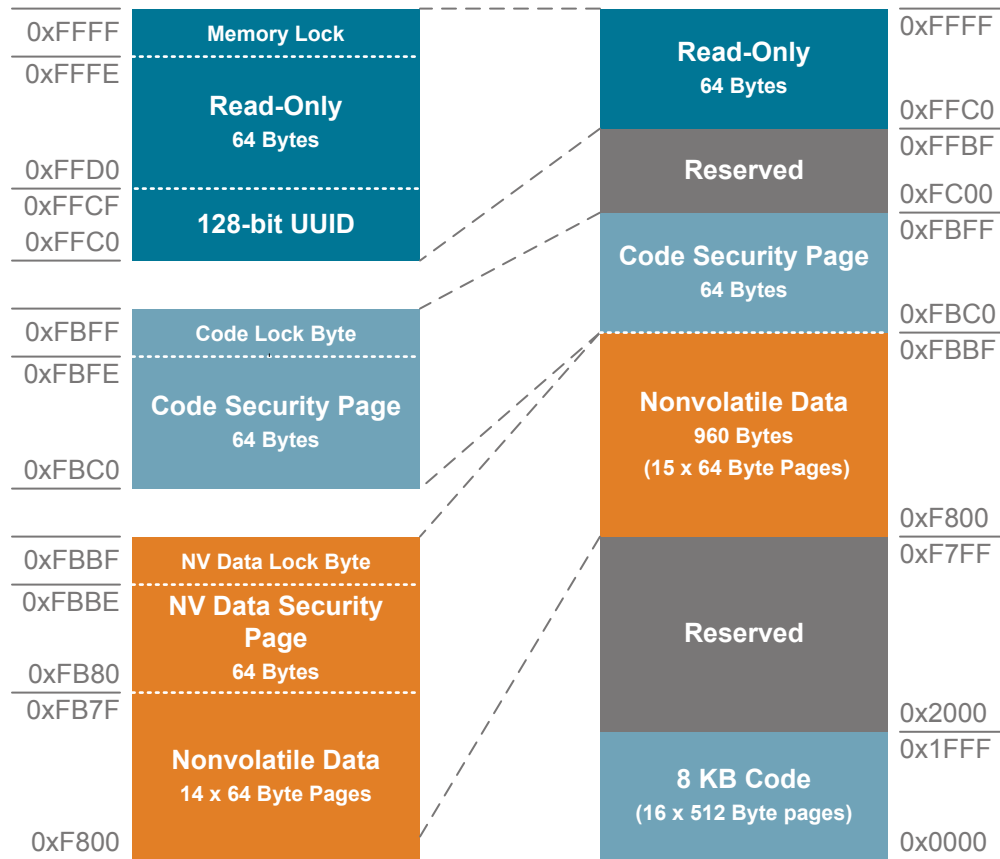 0xFFFF
Memory Lock
0xFFFE
Read-Only
64 Bytes
0xFFD0
0xFFCF
128-bit UUID
0xFFC0
0xFBFF
Code Lock Byte
0xFBFE
Code Security Page
64 Bytes
0xFBC0
0xFBBF
NV Data Lock Byte
0xFBBE
NV Data Security
Page
64 Bytes
0xFB80
0xFB7F
Nonvolatile Data
14 x 64 Byte Pages
0xF800
0xFFFF
Read-Only
64 Bytes
0xFFC0
0xFFBF
Reserved
0xFC00
0xFBFF
Code Security Page
64 Bytes
0xFBC0
0xFBBF
Nonvolatile Data
960 Bytes
(15 x 64 Byte Pages)
0xF800
0xF7FF
Reserved
0x2000
0x1FFF
8 KB Code
(16 x 512 Byte pages)
0x0000